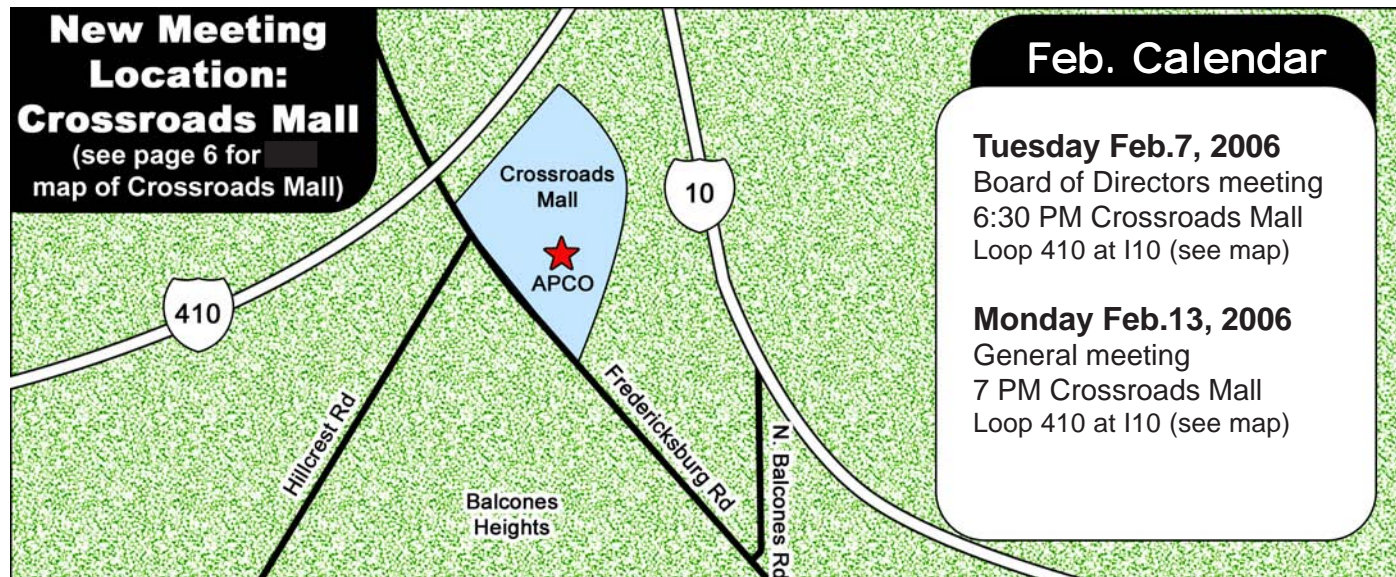 New Meeting
Location:
Crossroads Mall
(see page 6 for
map of Crossroads Mall)
Crossroads
Mall
APCO
10
410
Hillcrest Rd
Fredericksburg Rd
N. Balcones Rd
Balcones
Heights
Feb. Calendar
Tuesday Feb.7, 2006
Board of Directors meeting
6:30 PM Crossroads Mall
Loop 410 at I10 (see map)
Monday Feb.13, 2006
General meeting
7 PM Crossroads Mall
Loop 410 at I10 (see map)